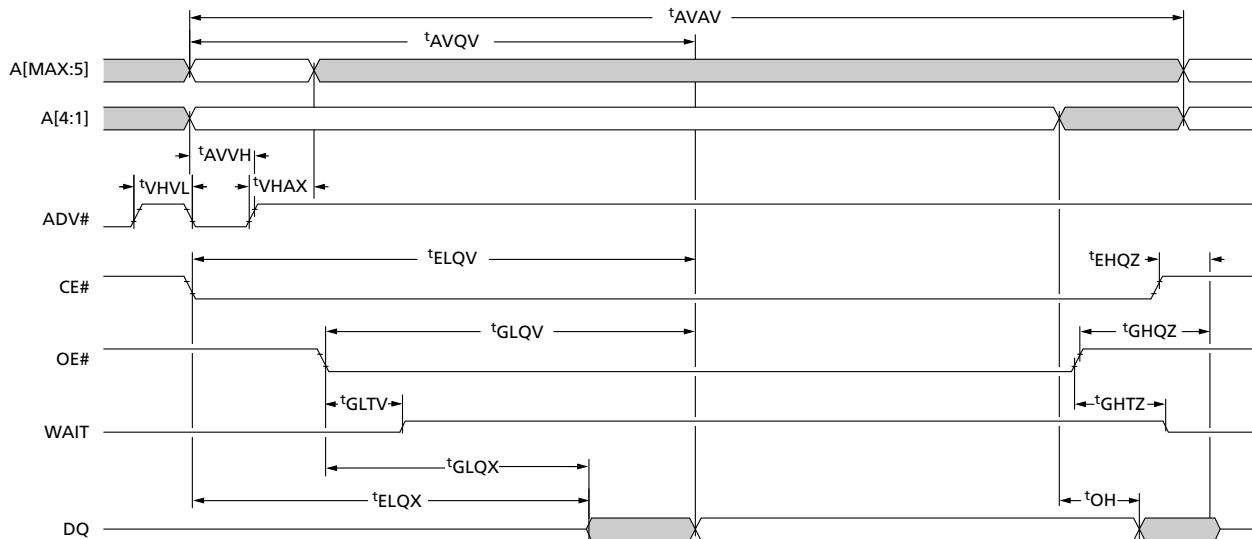 tAVAV
tAVQV
A[MAX:5]
A[4:1]
tAVVH
tVHVL
tVHAX
ADV#
tELQV
tEHQZ
CE#
tGLQV
tGHQZ
OE#
tGLTV
tGHTZ
WAIT
tGLQX
tELQX
tOH
DQ